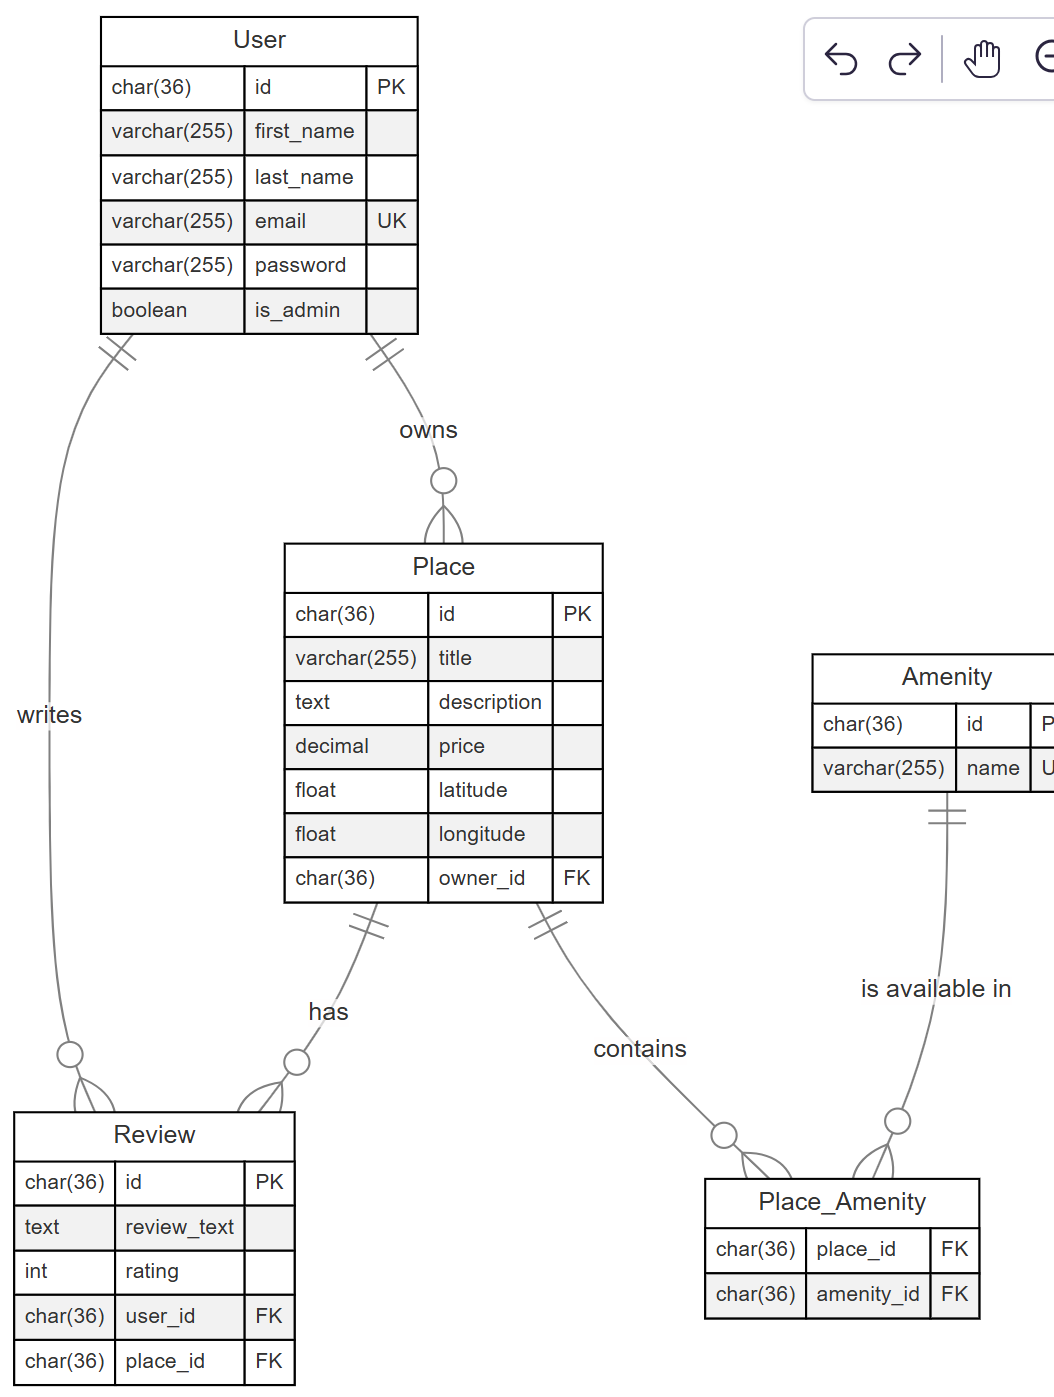 User
char(36) id PK
varchar(255) first_name
varchar(255) last_name
varchar(255) email UK
varchar(255) password
boolean is_admin
owns
Place
char(36) id PK
varchar(255) title
text description
decimal price
float latitude
float longitude
char(36) owner_id FK
Amenity
char(36) id P
varchar(255) name U
writes
is available in
has
contains
Review
char(36) id PK
text review_text
int rating
char(36) user_id FK
char(36) place_id FK
Place_Amenity
char(36) place_id FK
char(36) amenity_id FK